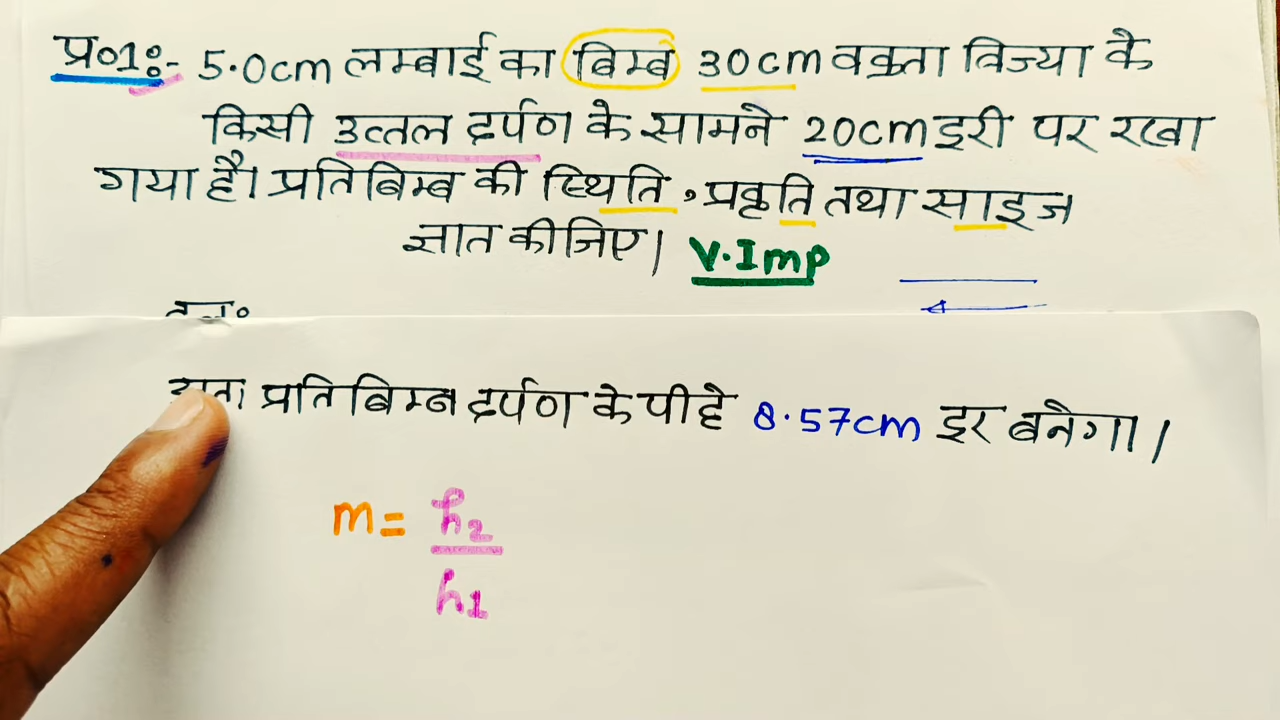 प्र०1ः- 5.0cm लम्बाई का बिम्ब 30cm वक्रता त्रिज्या के
किसी उत्तल दर्पण के सामने 20cm दूरी पर रखा
गया है। प्रतिबिम्ब की स्थिति, प्रकृति तथा साइज
ज्ञात कीजिए। V.Imp
प्रतिबिम्ब दर्पण के पीछे 8.57cm दूर बनेगा।
m = h2
h1